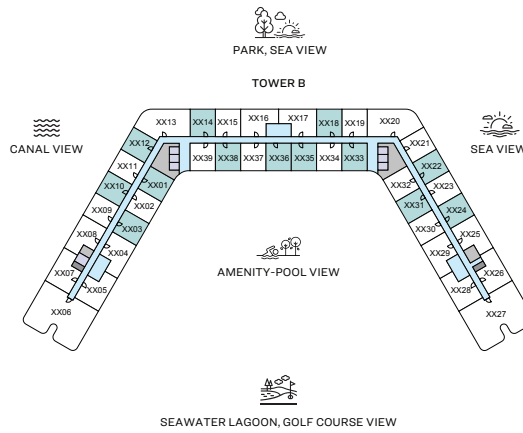 PARK, SEA VIEW
TOWER B
CANAL VIEW
SEA VIEW
XX13
XX14
XX15
XX16
XX17
XX18
XX19
XX20
XX12
XX39
XX38
XX37
XX36
XX35
XX34
XX33
XX21
XX11
XX01
XX32
XX22
XX10
XX02
XX31
XX23
XX09
XX03
XX30
XX24
XX08
XX04
XX29
XX25
XX07
XX05
XX28
XX26
XX06
XX27
AMENITY-POOL VIEW
SEAWATER LAGOON, GOLF COURSE VIEW